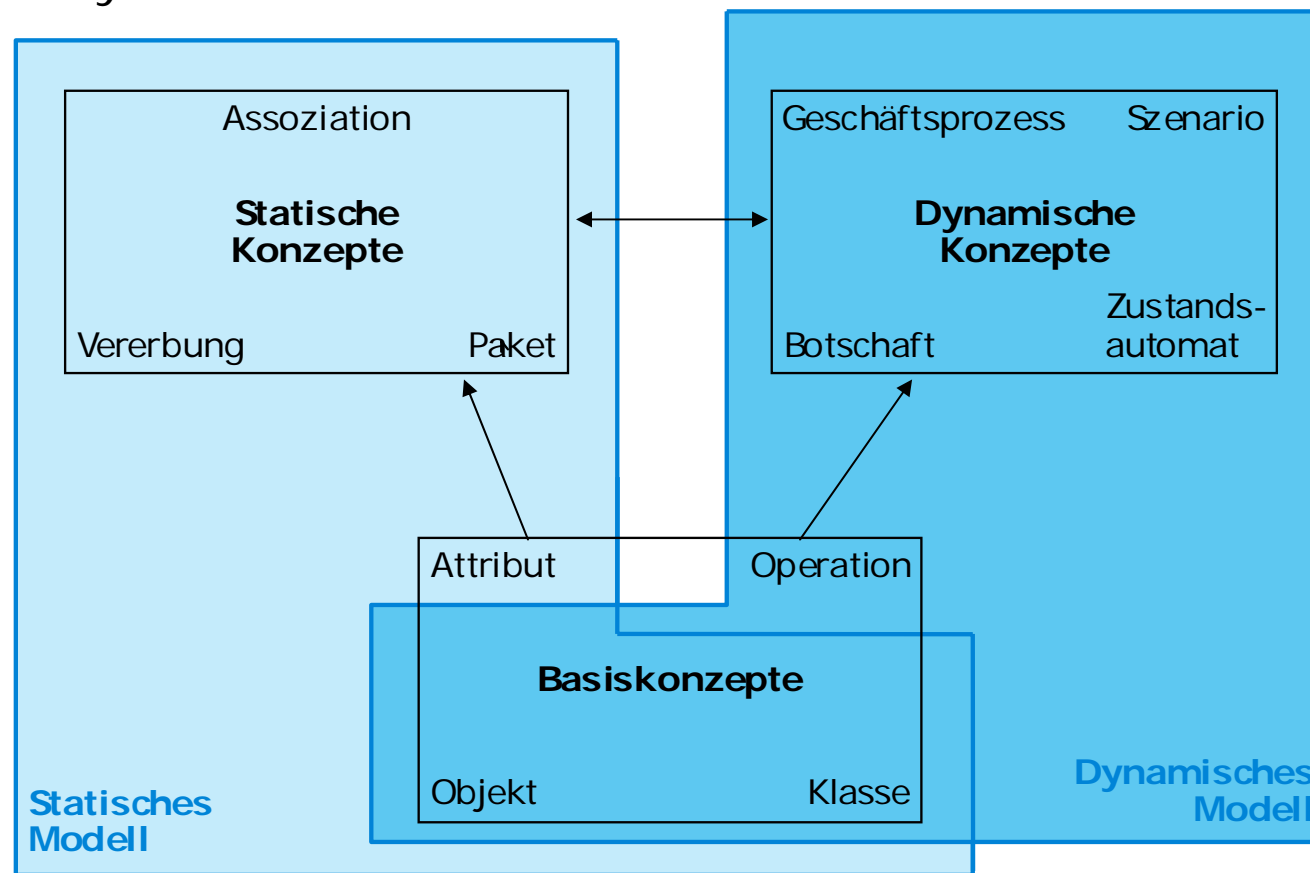 Assoziation
Statische
Konzepte
Vererbung Paket
Geschäftsprozess Szenario
Dynamische
Konzepte
Zustands-
Botschaft automat
Attribut Operation
Basiskonzepte
Objekt Klasse
Statisches
Modell
Dynamisches
Modell